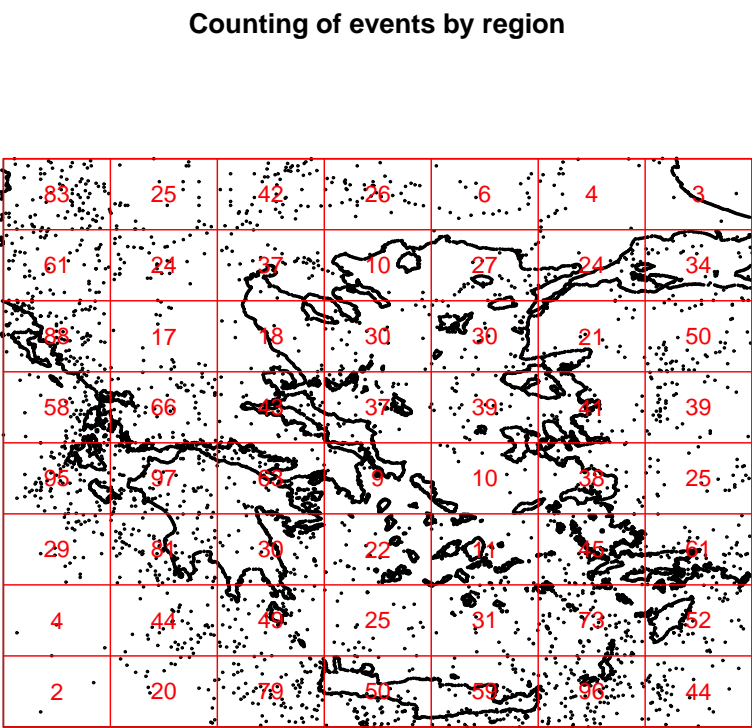 Counting of events by region
83 25 42 26 6 4 3
61 24 37 10 27 24 34
88 17 18 30 30 21 50
58 66 43 37 39 41 39
95 97 63 9 10 38 25
29 81 30 22 11 45 61
4 44 49 25 31 73 52
2 20 79 50 59 96 44